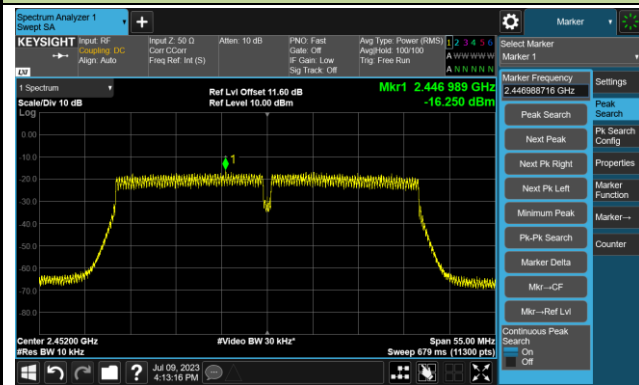 Spectrum Analyzer 1
Swept SA
Marker
KEYSIGHT
Input: RF
Coupling: DC
Align: Auto
Input Z: 50 Ω
Corr CCorr
Freq Ref: Int (S)
Atten: 10 dB
PNO: Fast
Gate: Off
IF Gain: Low
Sig Track: Off
Avg Type: Power (RMS)
Avg|Hold: 100/100
Trig: Free Run
1 2 3 4 5 6
A W W W W W
A N N N N N
LXI
Select Marker
Marker 1
1 Spectrum
Scale/Div 10 dB
Log
Ref Lvl Offset 11.60 dB
Ref Level 10.00 dBm
Mkr1 2.446 989 GHz
-16.250 dBm
Marker Frequency
2.446988716 GHz
Peak Search
Next Peak
Next Pk Right
Next Pk Left
Minimum Peak
Pk-Pk Search
Marker Delta
Mkr→CF
Mkr→Ref Lvl
Continuous Peak
Search
On
Off
Settings
Peak
Search
Pk Search
Config
Properties
Marker
Function
Marker→
Counter
0.00
-10.0
1
-20.0
-30.0
-40.0
-50.0
-60.0
-70.0
-80.0
Center 2.45200 GHz
#Res BW 10 kHz
#Video BW 30 kHz*
Span 55.00 MHz
Sweep 679 ms (11300 pts)
?
Jul 09, 2023
4:13:16 PM